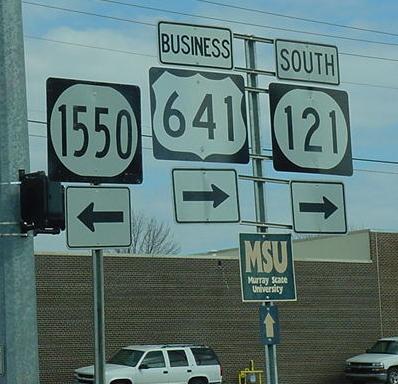 BUSINESS
SOUTH
1550
641
121
MSU
Murray State
University